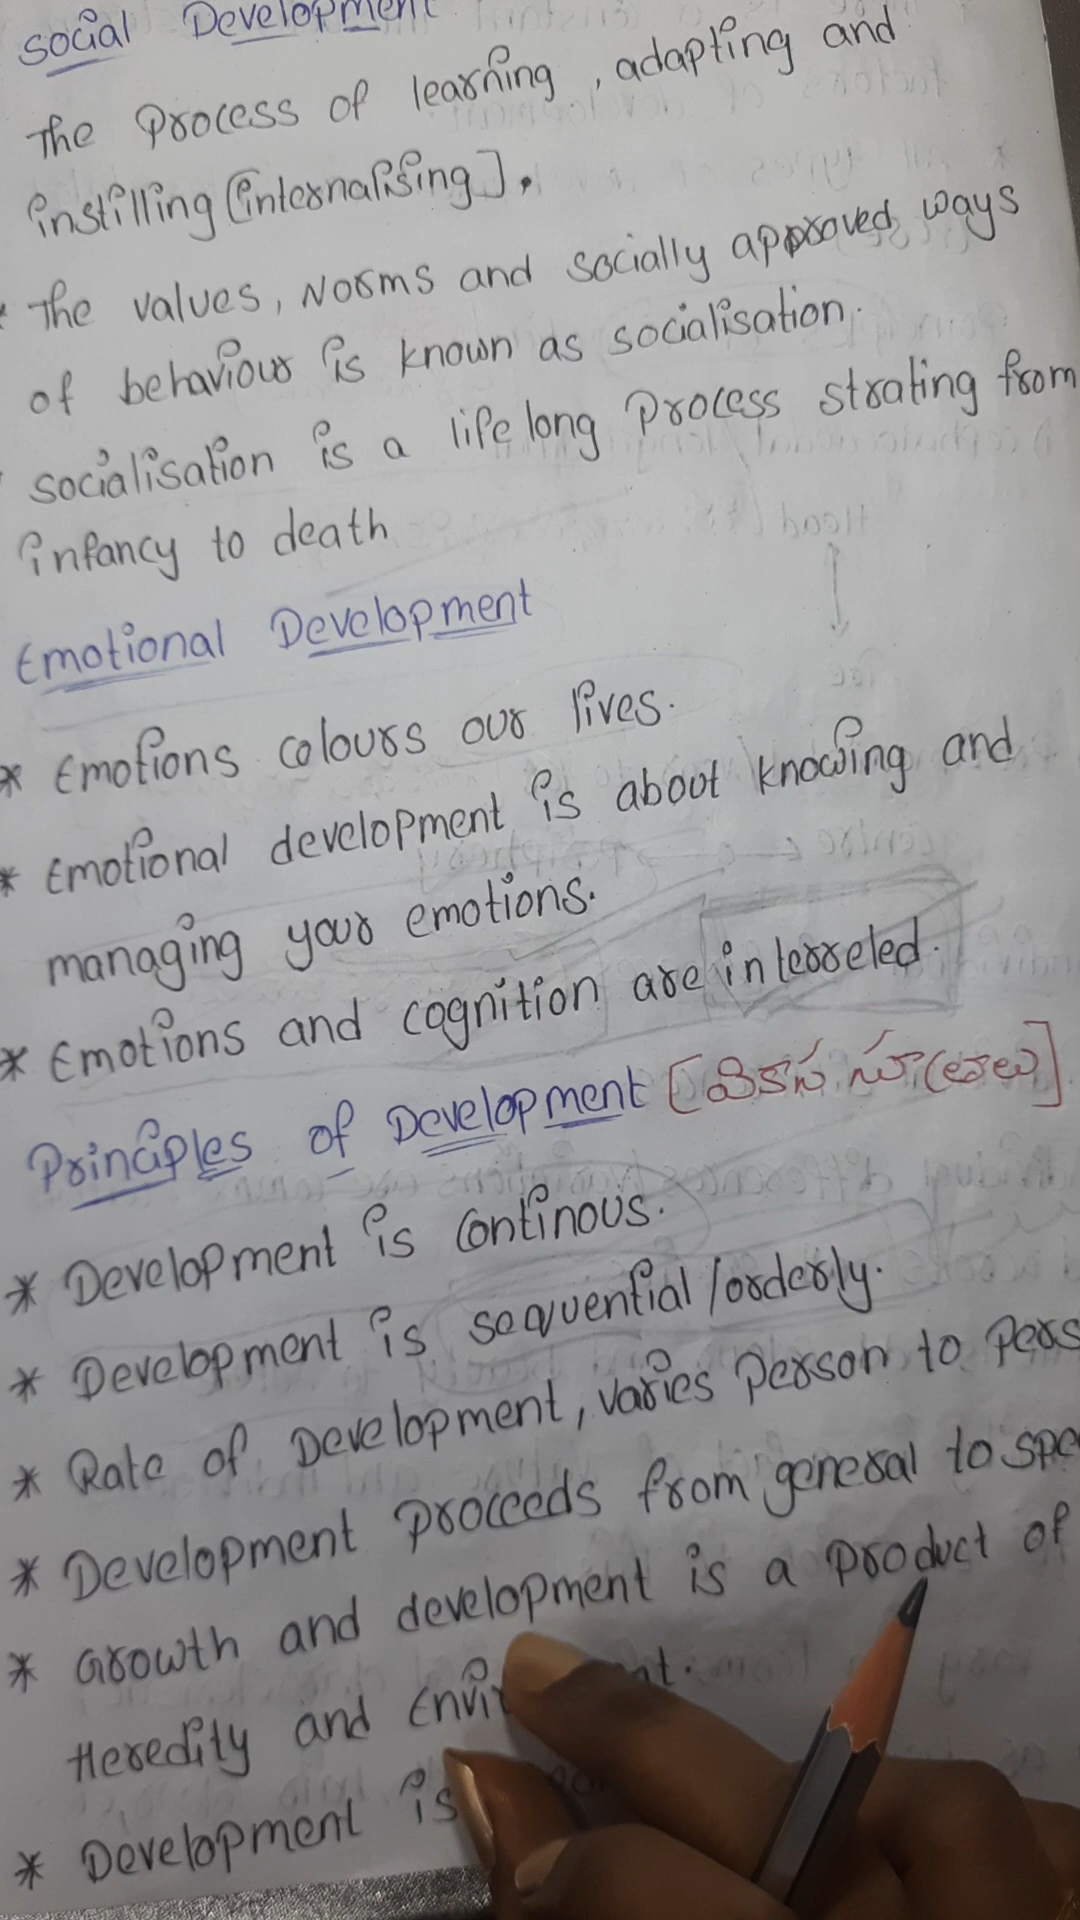 social Development
The Process of learning, adapting and
instilling [internalising].
The values, Norms and socially approved ways
of behaviour is known as socialisation.
socialisation is a life long Process strating from
infancy to death
Emotional Development
* Emotions colours our lives.
* Emotional development is about knowing and
managing your emotions.
* Emotions and cognition are interreled.
Principles of Development [వికాస సూత్రాలు]
* Development is Continous.
* Development is sequential/orderly.
* Rate of Development, varies Person to Pers
* Development proceeds from general to spe
* Growth and development is a product of
Heredity and Envi nt.
* Development is